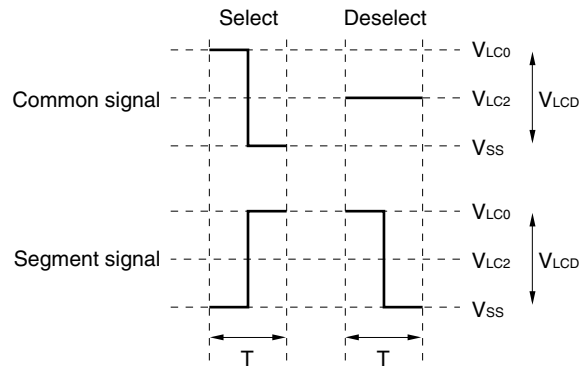 Select Deselect
VLC0
Common signal VLC2 VLCD
VSS
VLC0
Segment signal VLC2 VLCD
VSS
T T